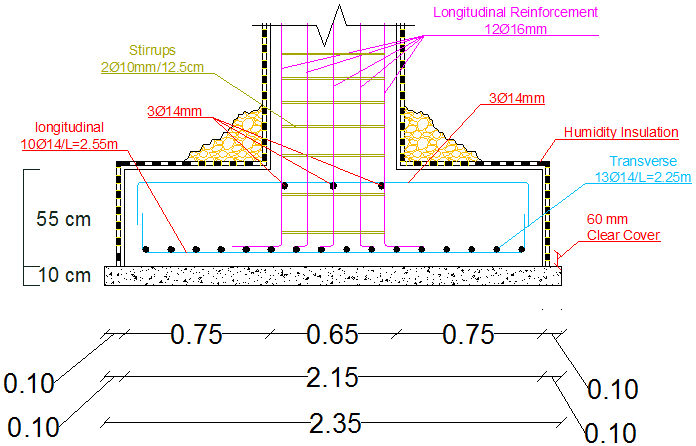 Longitudinal Reinforcement
12Ø16mm
Stirrups
2Ø10mm/12.5cm
3Ø14mm
3Ø14mm
longitudinal
10Ø14/L=2.55m
Humidity Insulation
Transverse
13Ø14/L=2.25m
55 cm
60 mm
Clear Cover
10 cm
0.75
0.65
0.75
0.10
2.15
0.10
0.10
2.35
0.10